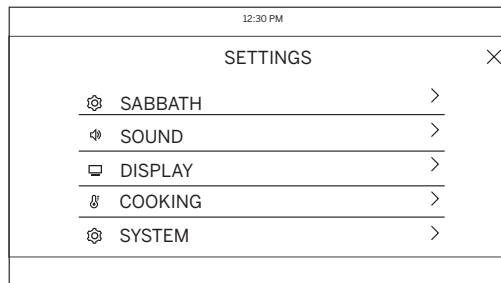 12:30 PM
SETTINGS
SABBATH
SOUND
DISPLAY
COOKING
SYSTEM